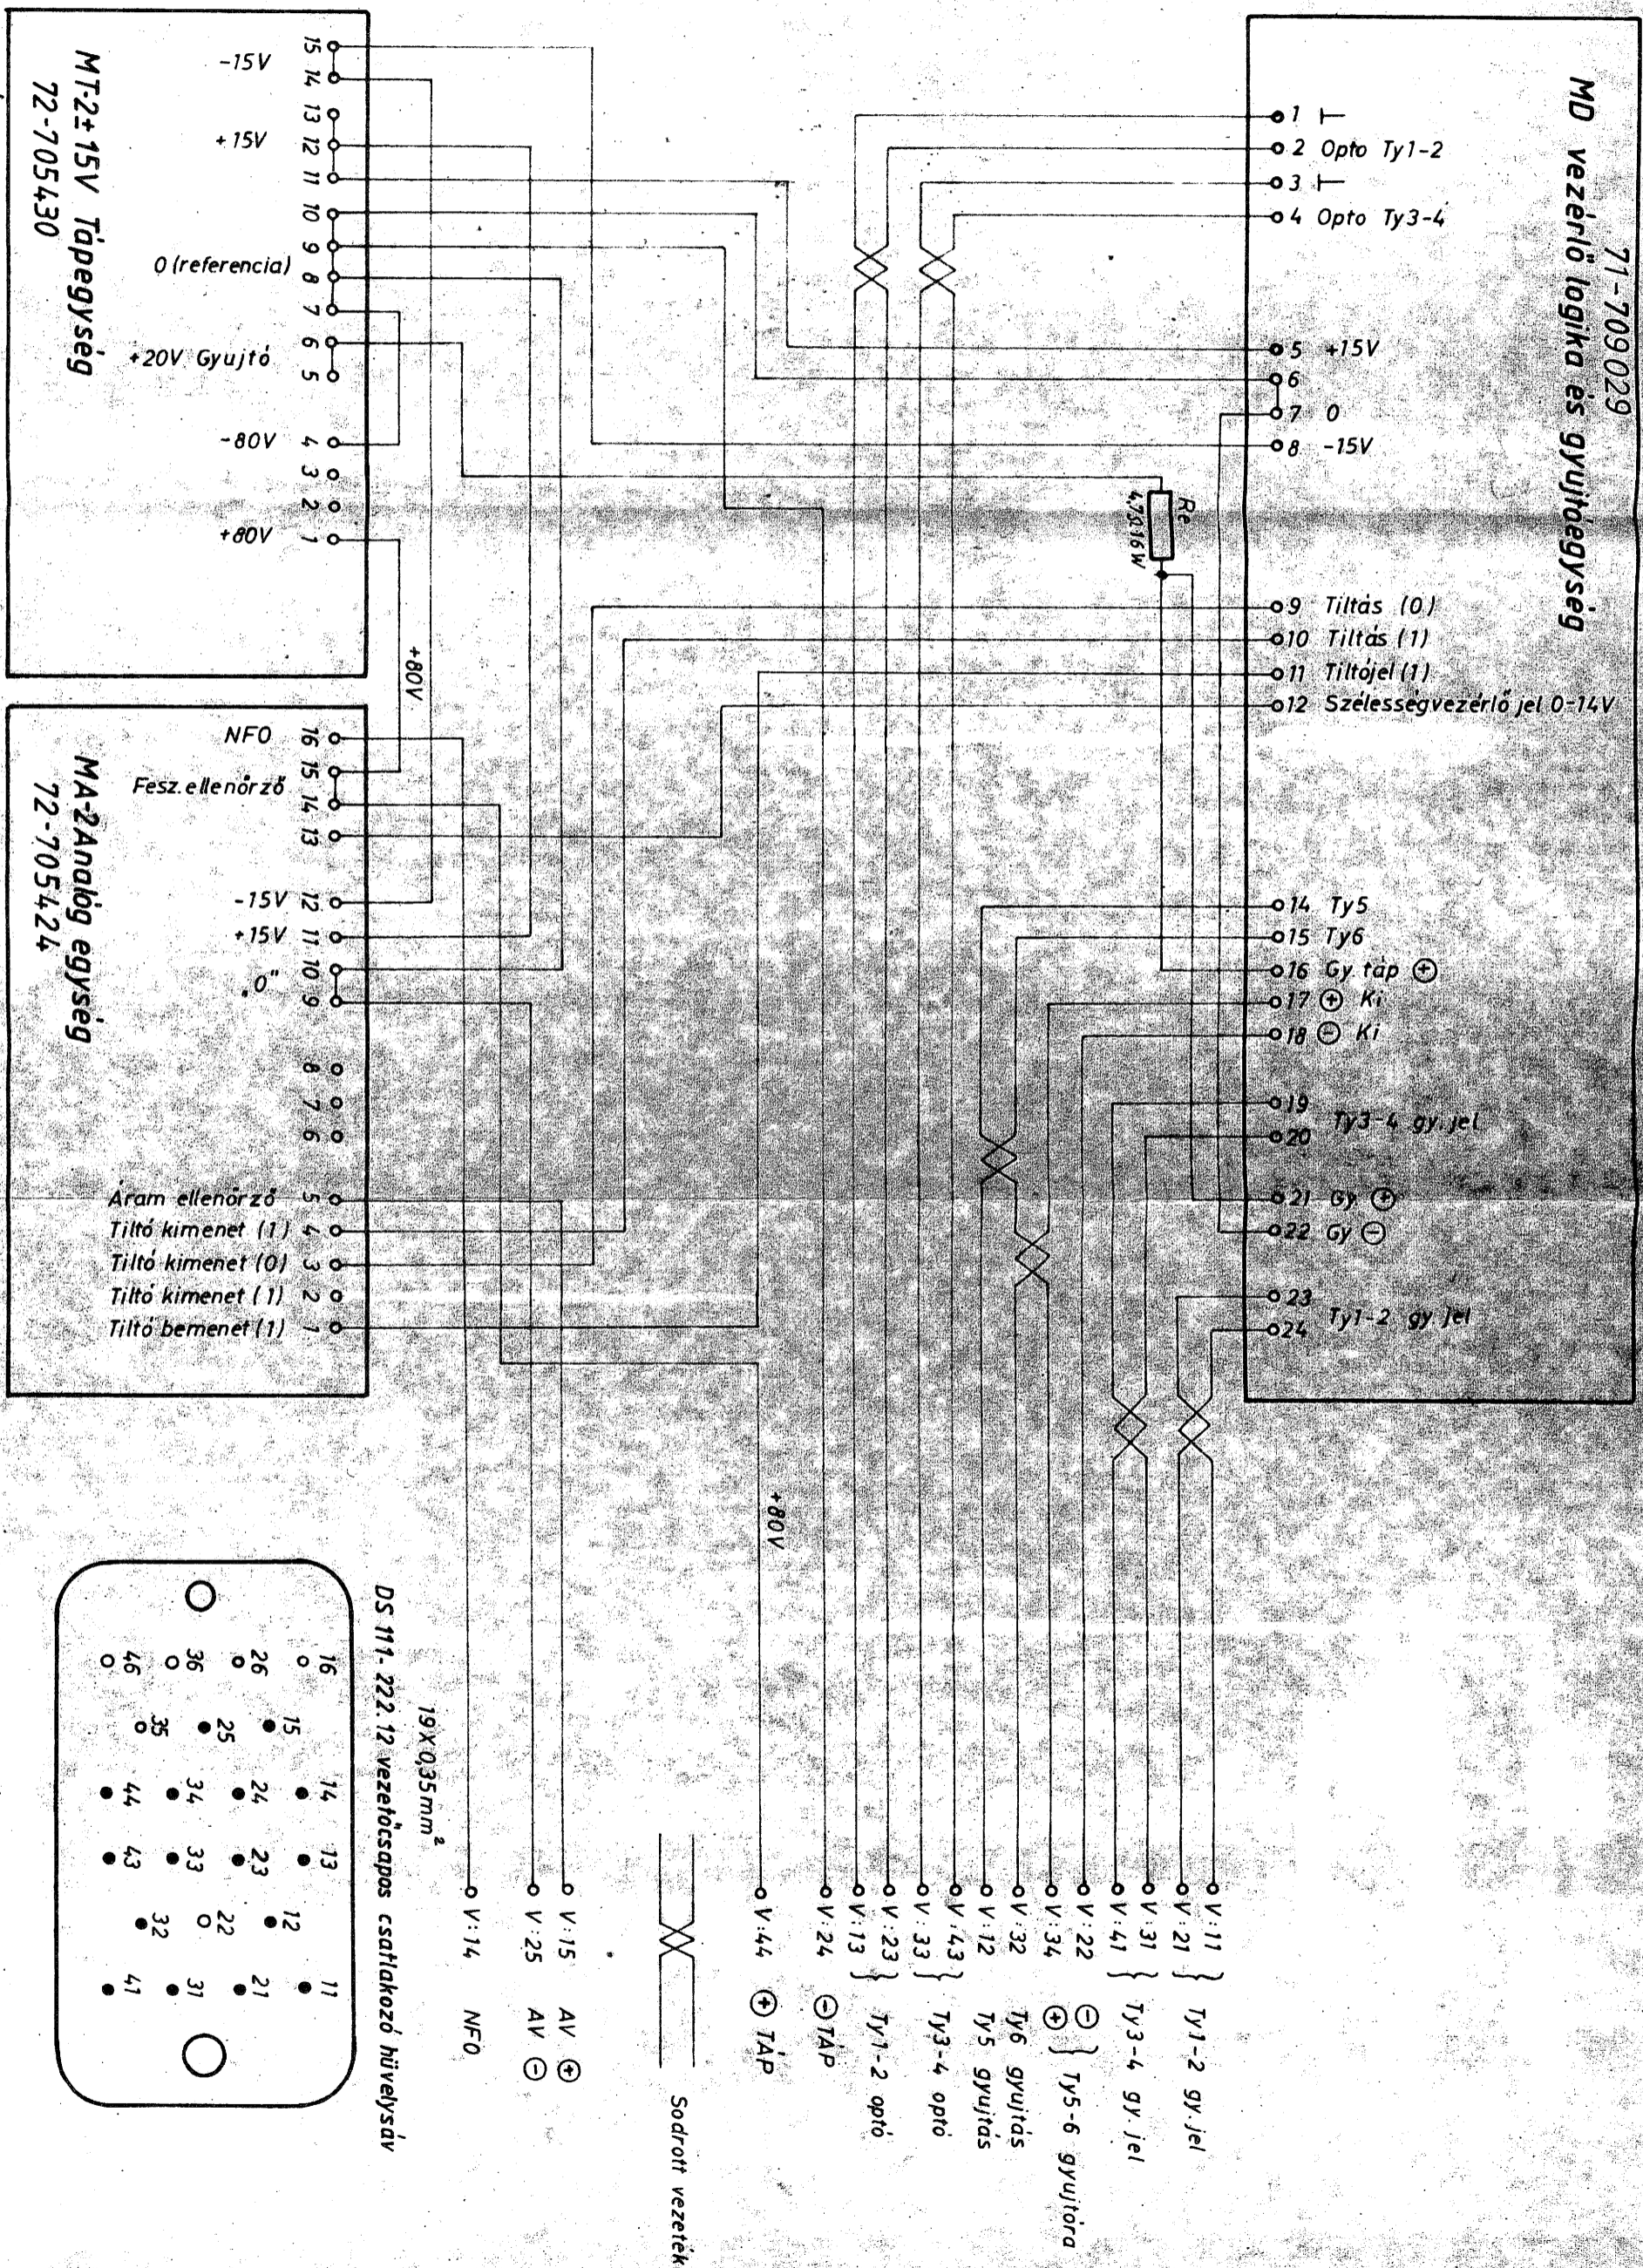 MT-2 ± 15V Tápegység
72-705430
15
14
13
12
11
10
9
8
7
6
5
4
3
2
1
-15V
+15V
0 (referencia)
+20V Gyujtó
-80V
+80V
+80V
MA-2 Analóg egység
72-705424
16
15
14
13
12
11
10
9
8
7
6
5
4
3
2
1
NFO
Fesz. ellenőrző
-15V
+15V
„0"
Áram ellenőrző
Tiltó kimenet (1)
Tiltó kimenet (0)
Tiltó kimenet (1)
Tiltó bemenet (1)
71-709029
MD vezérlő logika és gyujtóegység
1
2 Opto Ty1-2
3
4 Opto Ty3-4
5 +15V
6
7 0
8 -15V
Re
4,7Ω 16W
9 Tiltás (0)
10 Tiltás (1)
11 Tiltójel (1)
12 Szélességvezérlő jel 0-14V
14 Ty5
15 Ty6
16 Gy. táp ⊕
17 ⊕ Ki
18 ⊖ Ki
19
20
Ty3-4 gy. jel
21 Gy ⊕
22 Gy ⊖
23
24
Ty1-2 gy. jel
+80V
V:11
V:21
} Ty1-2 gy. jel
V:31
V:41
} Ty3-4 gy. jel
V:22 ⊖
V:34 ⊕
} Ty5-6 gyujtóra
V:32 Ty6 gyujtás
V:12 Ty5 gyujtás
V:43
V:33
} Ty3-4 optó
V:23
V:13
} Ty1-2 optó
V:24 ⊖ TÁP
V:44 ⊕ TÁP
Sodrott vezeték
V:15 AV ⊕
V:25 AV ⊖
V:14 NFO
19X0,35mm²
DS 111-222.12 vezetőcsapos csatlakozó hüvelysáv
16
26
36
46
15
25
35
14
24
34
44
13
23
33
43
12
22
32
11
21
31
41